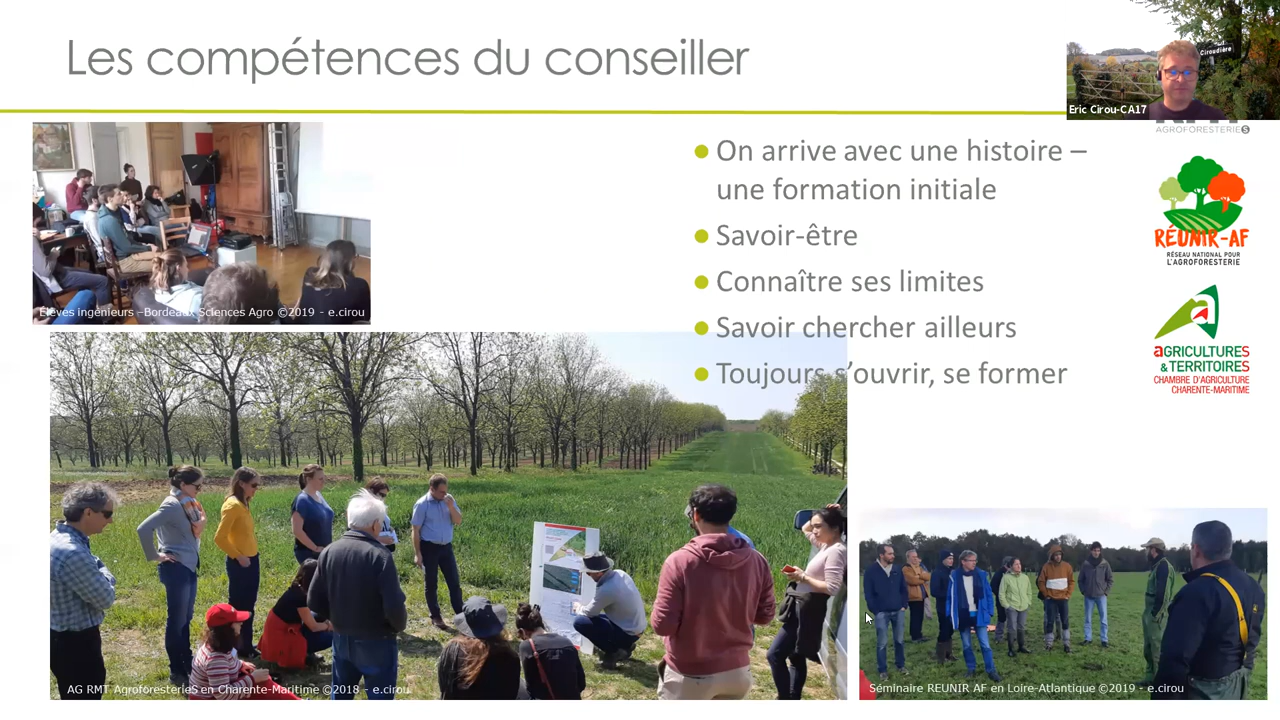 Les compétences du conseiller
Ciroudière
Eric Cirou-CA17
AGROFORESTERIES
On arrive avec une histoire –
une formation initiale
Savoir-être
Connaître ses limites
Savoir chercher ailleurs
Toujours s’ouvrir, se former
RÉUNIR-AF
RÉSEAU NATIONAL POUR
L'AGROFORESTERIE
AGRICULTURES
& TERRITOIRES
CHAMBRE D'AGRICULTURE
CHARENTE-MARITIME
Élèves ingénieurs –Bordeaux Sciences Agro ©2019 - e.cirou
AG RMT AgroforesterieS en Charente-Maritime ©2018 - e.cirou
Séminaire REUNIR AF en Loire-Atlantique ©2019 - e.cirou